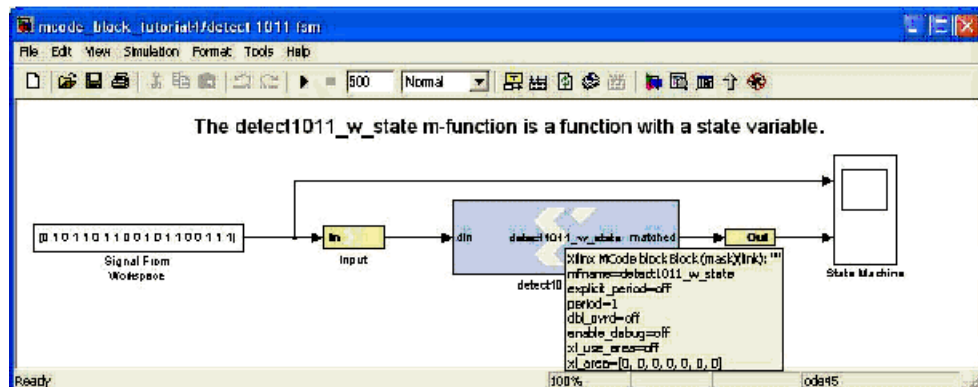 mcode_block_tutorial4/detect 1011 fsm
File Edit View Simulation Format Tools Help
500 Normal
The detect1011_w_state m-function is a function with a state variable.
[0 1 0 1 1 0 1 1 0 0 1 0 1 1 0 0 1 1 1]
Signal From
Workspace
In
Input
din detect1011_w_state matched
Out
State Machine
detect10
Xilinx MCode block Block (mask)(link): ""
mfname=detect1011_w_state
explicit_period=off
period=1
dbl_ovrd=off
enable_debug=off
xl_use_area=off
xl_area=[0, 0, 0, 0, 0, 0, 0]
Ready 100% ode45